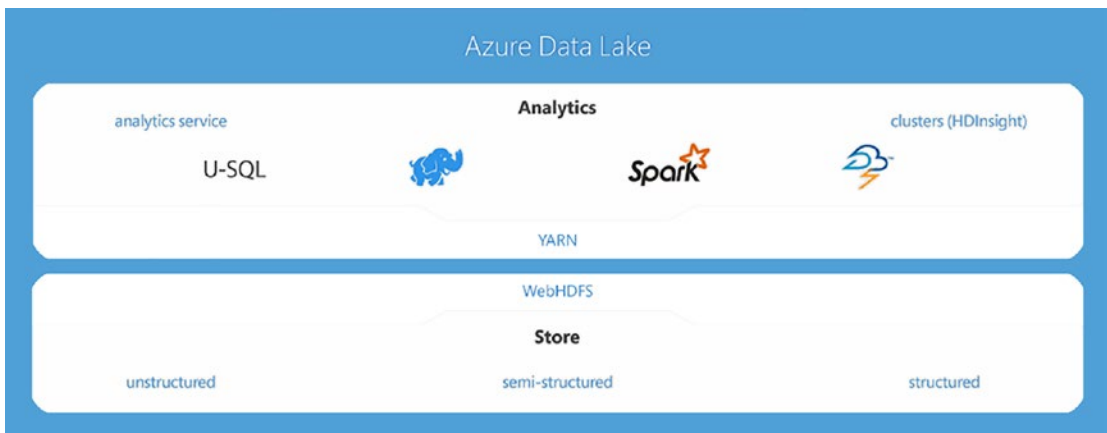 Azure Data Lake
Analytics
analytics service
clusters (HDInsight)
U-SQL
Spark
YARN
WebHDFS
Store
unstructured
semi-structured
structured